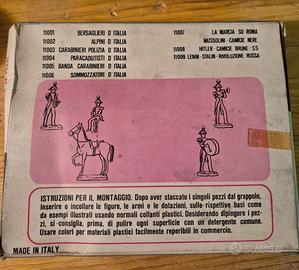 11001 BERSAGLIERI D'ITALIA
11002 ALPINI D'ITALIA
11003 CARABINIERI POLIZIA D'ITALIA
11004 PARACADUTISTI D'ITALIA
11005 BANDA CARABINIERI D'ITALIA
11006 SOMMOZZATORI D'ITALIA
11007 LA MARCIA SU ROMA
MUSSOLINI - CAMICIE NERE
11008 HITLER - CAMICIE BRUNE - S.S
11009 LENIN - STALIN - RIVOLUZIONE RUSSA
ISTRUZIONI PER IL MONTAGGIO. Dopo aver staccato i singoli pezzi dal grappolo,
inserire o incollare le figure, le armi e le dotazioni, sulle rispettive basi come
da esempi illustrati usando normali collanti plastici. Desiderando dipingere i pez-
zi, si consiglia, prima, di pulire ogni superficie con un detergente comune.
Usare colori per materiali plastici facilmente reperibili in commercio.
MADE IN ITALY
subito.it